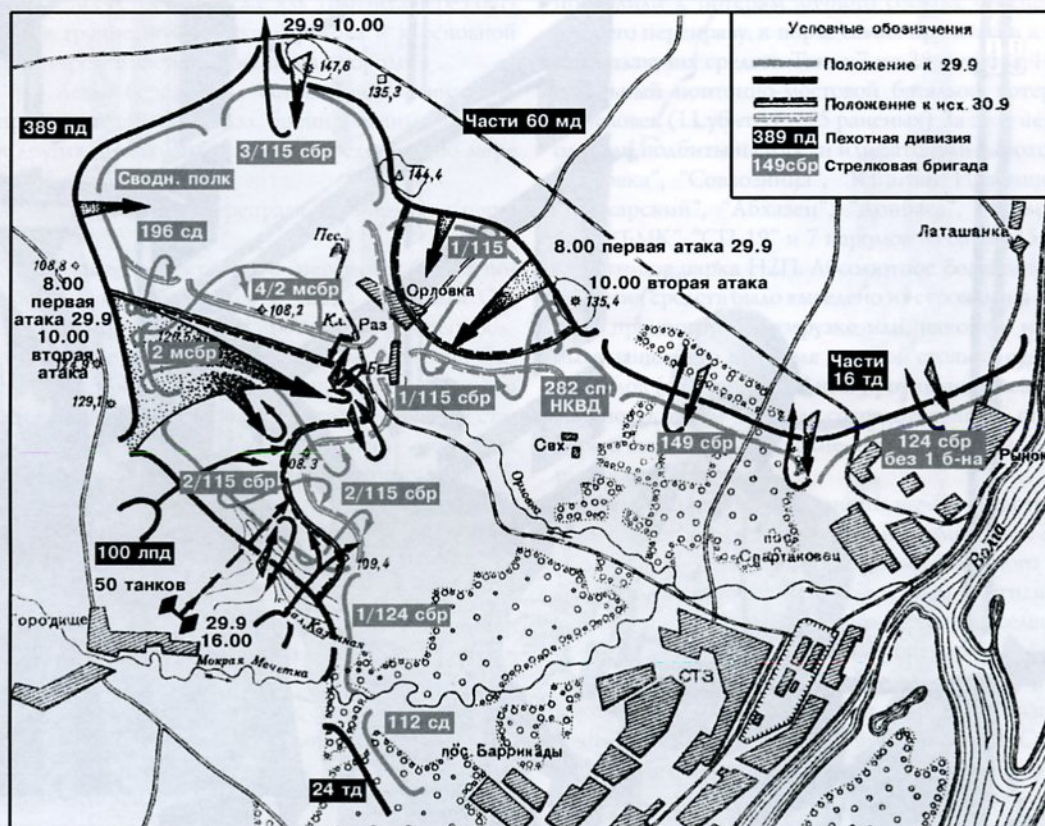 Условные обозначения
Положение к 29.9
Положение к исх. 30.9
389 пд
Пехотная дивизия
149сбр
Стрелковая бригада
29.9 10.00
147,6
135,3
389 пд
Части 60 мд
3/115 сбр
144,4
Сводн. полк
196 сд
Пес.
1/115
8.00 первая атака 29.9
10.00 вторая атака
135,4
Латашанка
108,8
8.00
первая
атака 29.9
10.00
вторая
атака
4/2 мсбр
108,2
Орловка
Кл.
Раз
2 мсбр
129,1
1/115 сбр
282 сп
НКВД
Части
16 тд
149 сбр
124 сбр
без 1 б-на
Рынок
Свх.
Орловка
2/115 сбр
2/115 сбр
пос.
Спартаковец
Волга
100 лпд
109,4
50 танков
1/124 сбр
Городище
29.9
16.00
Мокрая Мечетка
СТЗ
112 сд
пос. Баррикады
24 тд